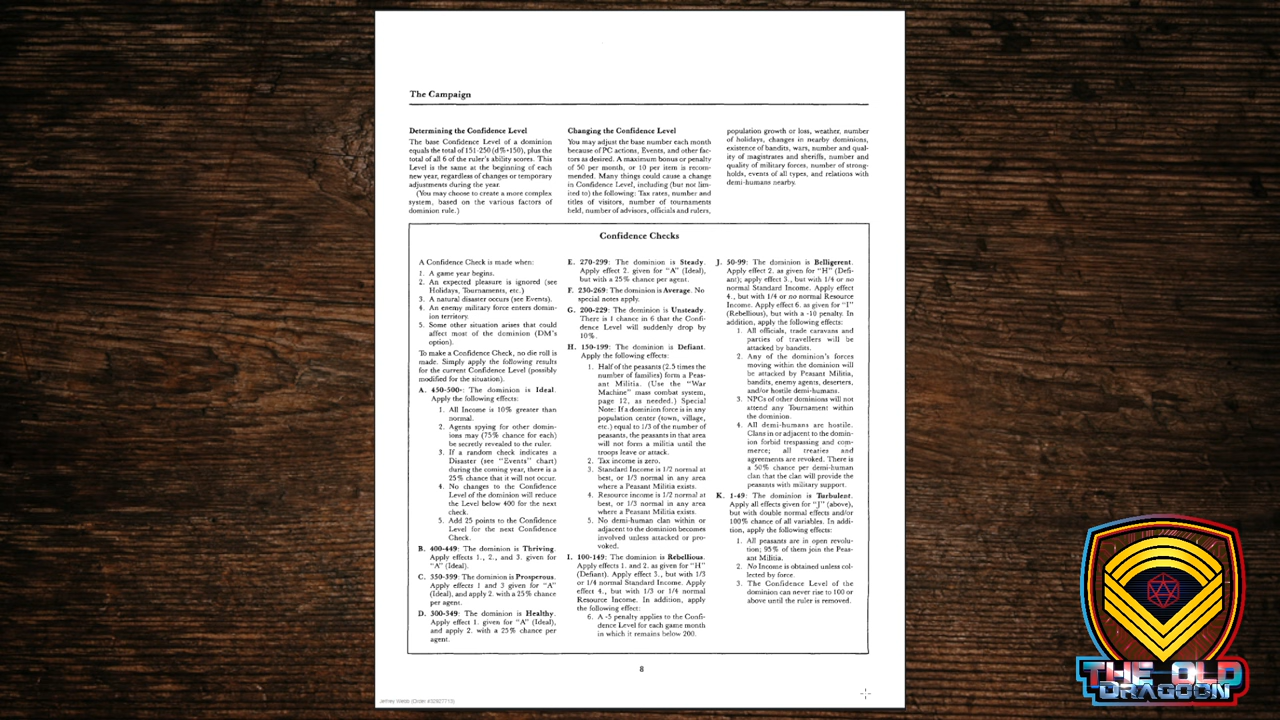 The Campaign
Determining the Confidence Level
The base Confidence Level of a dominion
equals the total of 151-250 (d%+150), plus the
total of all 6 of the ruler's ability scores. This
Level is the same at the beginning of each
new year, regardless of changes or temporary
adjustments during the year.
(You may choose to create a more complex
system, based on the various factors of
dominion rule.)
Changing the Confidence Level
You may adjust the base number each month
because of PC actions, Events, and other fac-
tors as desired. A maximum bonus or penalty
of 50 per month, or 10 per item is recom-
mended. Many things could cause a change
in Confidence Level, including (but not lim-
ited to) the following: Tax rates, number and
titles of visitors, number of tournaments
held, number of advisors, officials and rulers,
population growth or loss, weather, number
of holidays, changes in nearby dominions,
existence of bandits, wars, number and qual-
ity of magistrates and sheriffs, number and
quality of military forces, number of strong-
holds, events of all types, and relations with
demi-humans nearby.
Confidence Checks
A Confidence Check is made when:
1. A game year begins.
2. An expected pleasure is ignored (see
Holidays, Tournaments, etc.)
3. A natural disaster occurs (see Events).
4. An enemy military force enters domin-
ion territory.
5. Some other situation arises that could
affect most of the dominion (DM's
option).
To make a Confidence Check, no die roll is
made. Simply apply the following results
for the current Confidence Level (possibly
modified for the situation).
A. 450-500+: The dominion is Ideal.
Apply the following effects:
1. All Income is 10% greater than
normal.
2. Agents spying for other domin-
ions may (75% chance for each)
be secretly revealed to the ruler.
3. If a random check indicates a
Disaster (see "Events" chart)
during the coming year, there is a
25% chance that it will not occur.
4. No changes to the Confidence
Level of the dominion will reduce
the Level below 400 for the next
check.
5. Add 25 points to the Confidence
Level for the next Confidence
Check.
B. 400-449: The dominion is Thriving.
Apply effects 1., 2., and 3. given for
"A" (Ideal).
C. 350-399: The dominion is Prosperous.
Apply effects 1 and 3 given for "A"
(Ideal), and apply 2. with a 25% chance
per agent.
D. 300-349: The dominion is Healthy.
Apply effect 1. given for "A" (Ideal),
and apply 2. with a 25% chance per
agent.
E. 270-299: The dominion is Steady.
Apply effect 2. given for "A" (Ideal),
but with a 25% chance per agent.
F. 230-269: The dominion is Average. No
special notes apply.
G. 200-229: The dominion is Unsteady.
There is 1 chance in 6 that the Confi-
dence Level will suddenly drop by
10%.
H. 150-199: The dominion is Defiant.
Apply the following effects:
1. Half of the peasants (2.5 times the
number of families) form a Peas-
ant Militia. (Use the "War
Machine" mass combat system,
page 12, as needed.) Special
Note: If a dominion force is in any
population center (town, village,
etc.) equal to 1/3 of the number of
peasants, the peasants in that area
will not form a militia until the
troops leave or attack.
2. Tax income is zero.
3. Standard Income is 1/2 normal at
best, or 1/3 normal in any area
where a Peasant Militia exists.
4. Resource income is 1/2 normal at
best, or 1/3 normal in any area
where a Peasant Militia exists.
5. No demi-human clan within or
adjacent to the dominion becomes
involved unless attacked or pro-
voked.
I. 100-149: The dominion is Rebellious.
Apply effects 1. and 2. as given for "H"
(Defiant). Apply effect 3., but with 1/3
or 1/4 normal Standard Income. Apply
effect 4., but with 1/3 or 1/4 normal
Resource Income. In addition, apply
the following effect:
6. A -5 penalty applies to the Confi-
dence Level for each game month
in which it remains below 200.
J. 50-99: The dominion is Belligerent.
Apply effect 2. as given for "H" (Defi-
ant); apply effect 3., but with 1/4 or no
normal Standard Income. Apply effect
4., but with 1/4 or no normal Resource
Income. Apply effect 6. as given for "I"
(Rebellious), but with a -10 penalty. In
addition, apply the following effects:
1. All officials, trade caravans and
parties of travellers will be
attacked by bandits.
2. Any of the dominion's forces
moving within the dominion will
be attacked by Peasant Militia,
bandits, enemy agents, deserters,
and/or hostile demi-humans.
3. NPCs of other dominions will not
attend any Tournament within
the dominion.
4. All demi-humans are hostile.
Clans in or adjacent to the domin-
ion forbid trespassing and com-
merce; all treaties and
agreements are revoked. There is
a 50% chance per demi-human
clan that the clan will provide the
peasants with military support.
K. 1-49: The dominion is Turbulent.
Apply all effects given for "J" (above),
but with double normal effects and/or
100% chance of all variables. In addi-
tion, apply the following effects:
1. All peasants are in open revolu-
tion; 95% of them join the Peas-
ant Militia.
2. No Income is obtained unless col-
lected by force.
3. The Confidence Level of the
dominion can never rise to 100 or
above until the ruler is removed.
8
Jeffrey Webb (Order #32927710)
THE OLD
DRAGOON